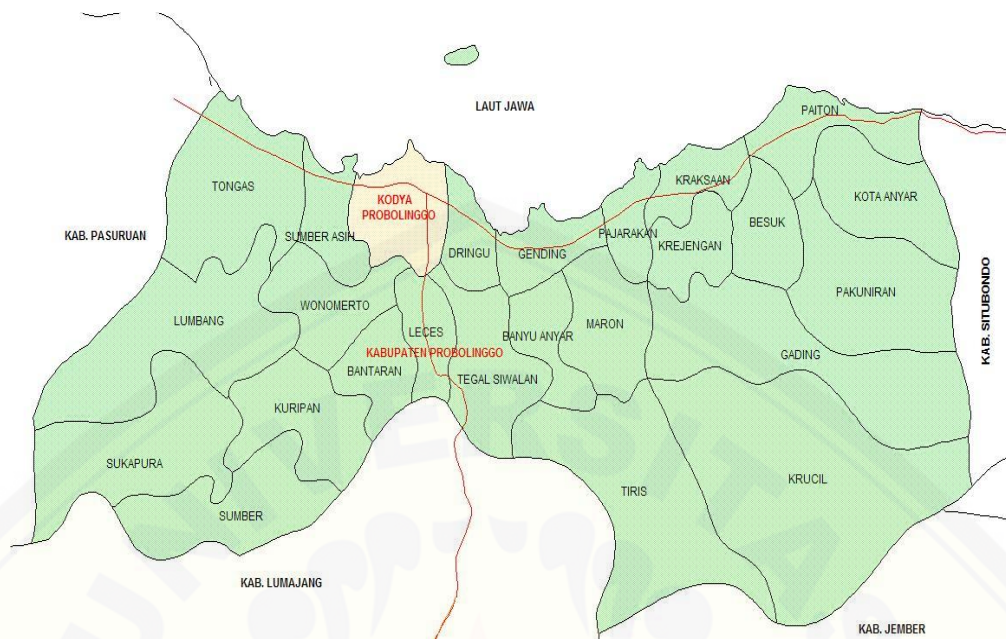 LAUT JAWA
PAITON
KRAKSAAN
TONGAS
KOTA ANYAR
KODYA
PROBOLINGGO
BESUK
KAB. PASURUAN
SUMBER ASIH
PAJARAKAN
KREJENGAN
DRINGU
GENDING
KAB. SITUBONDO
PAKUNIRAN
WONOMERTO
LUMBANG
LECES
BANYU ANYAR
MARON
KABUPATEN PROBOLINGGO
GADING
BANTARAN
TEGAL SIWALAN
KURIPAN
SUKAPURA
KRUCIL
TIRIS
SUMBER
UNIVERSITA
KAB. LUMAJANG
KAB. JEMBER